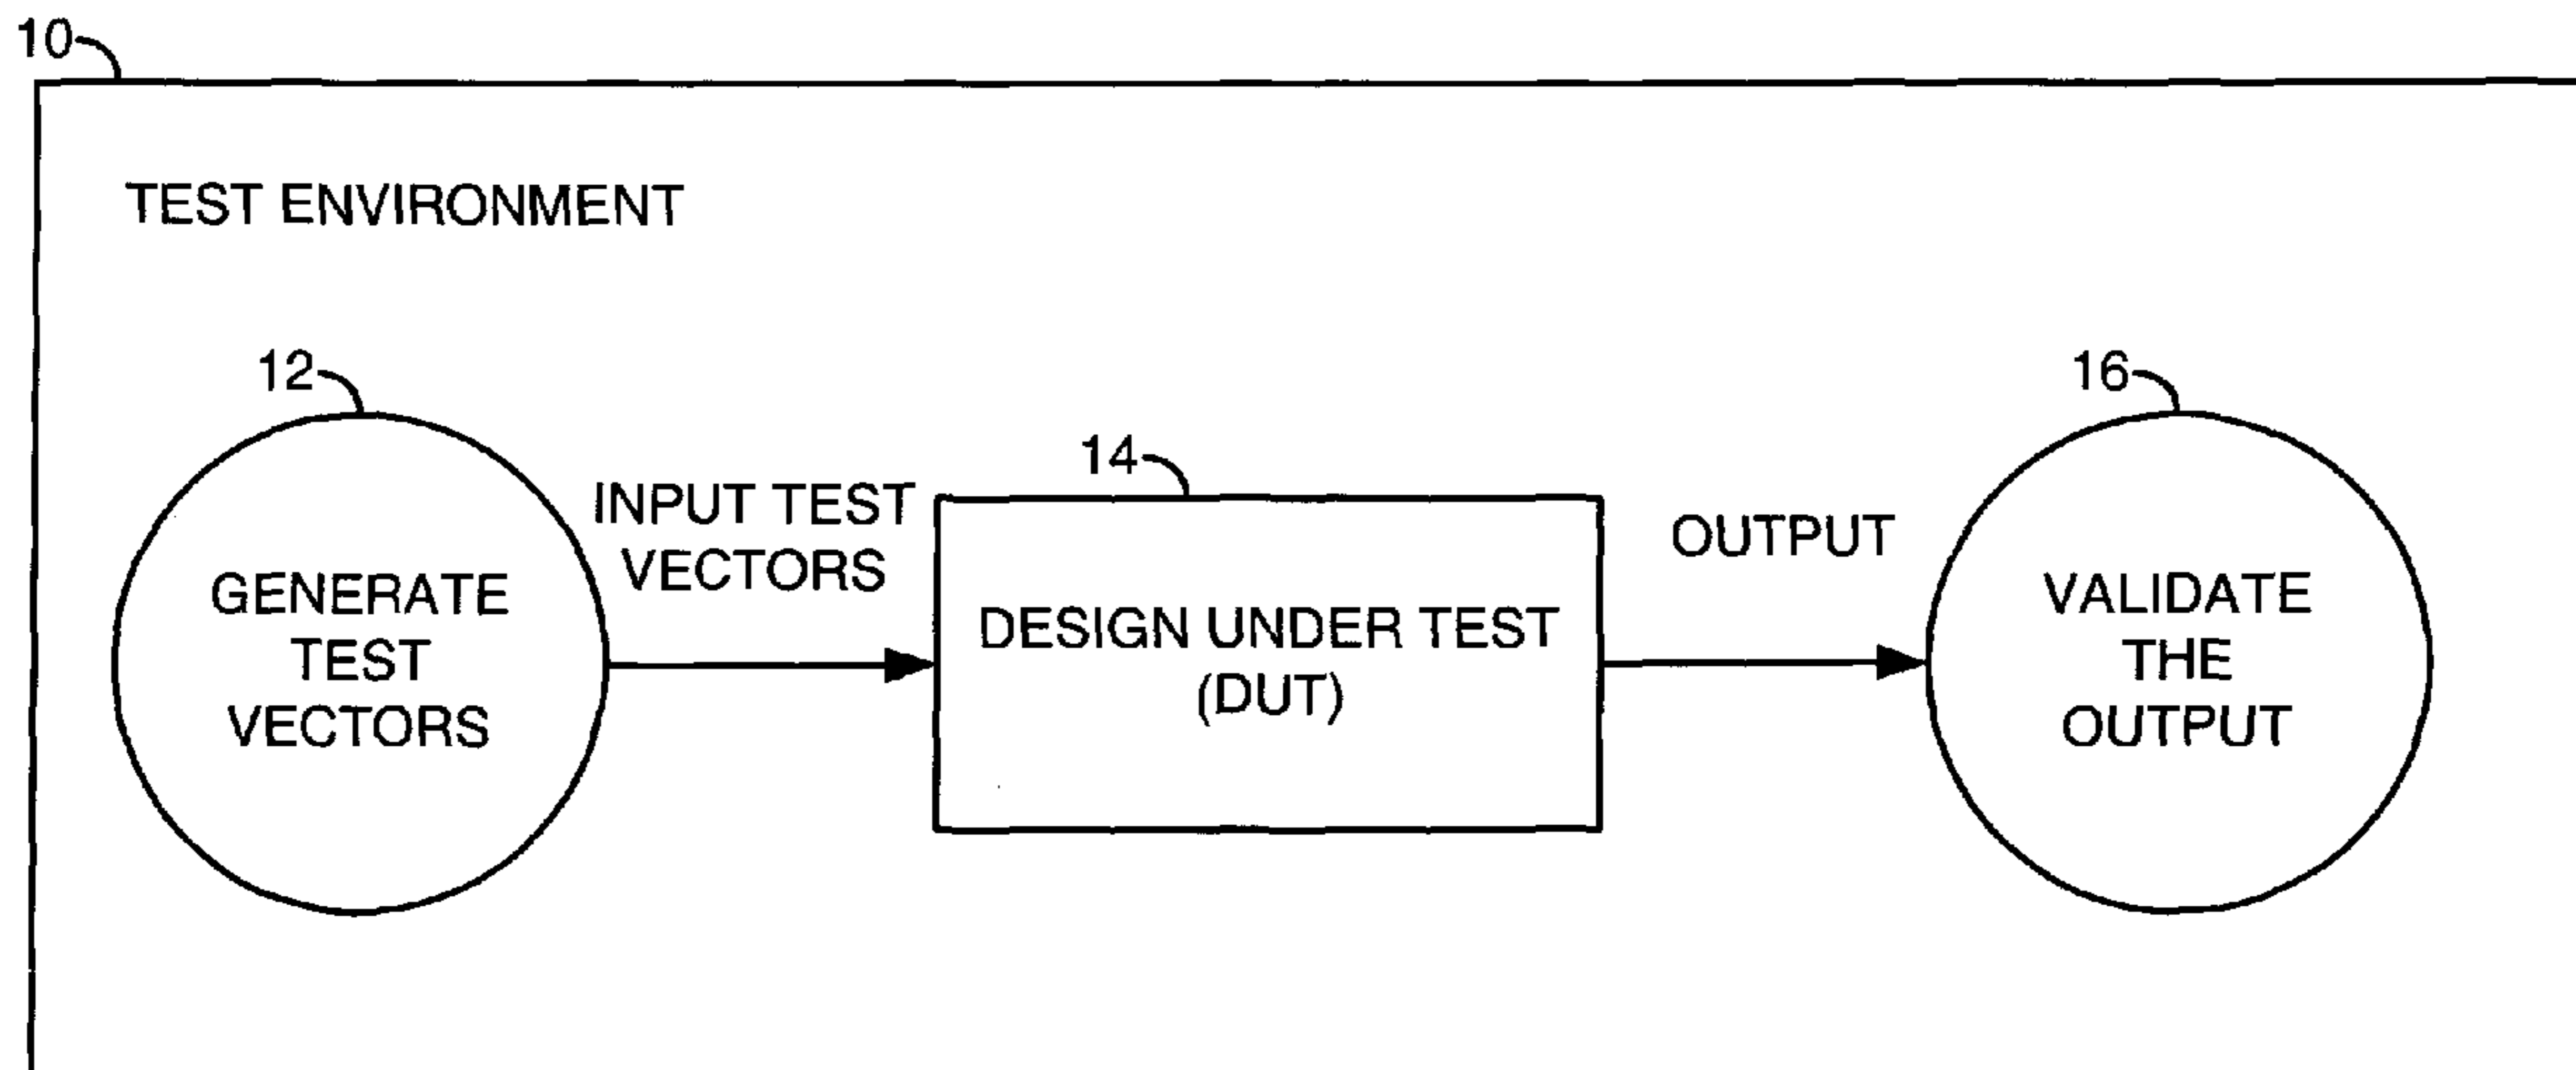 10
TEST ENVIRONMENT
12
GENERATE
TEST
VECTORS
INPUT TEST
VECTORS
14
DESIGN UNDER TEST
(DUT)
OUTPUT
16
VALIDATE
THE
OUTPUT